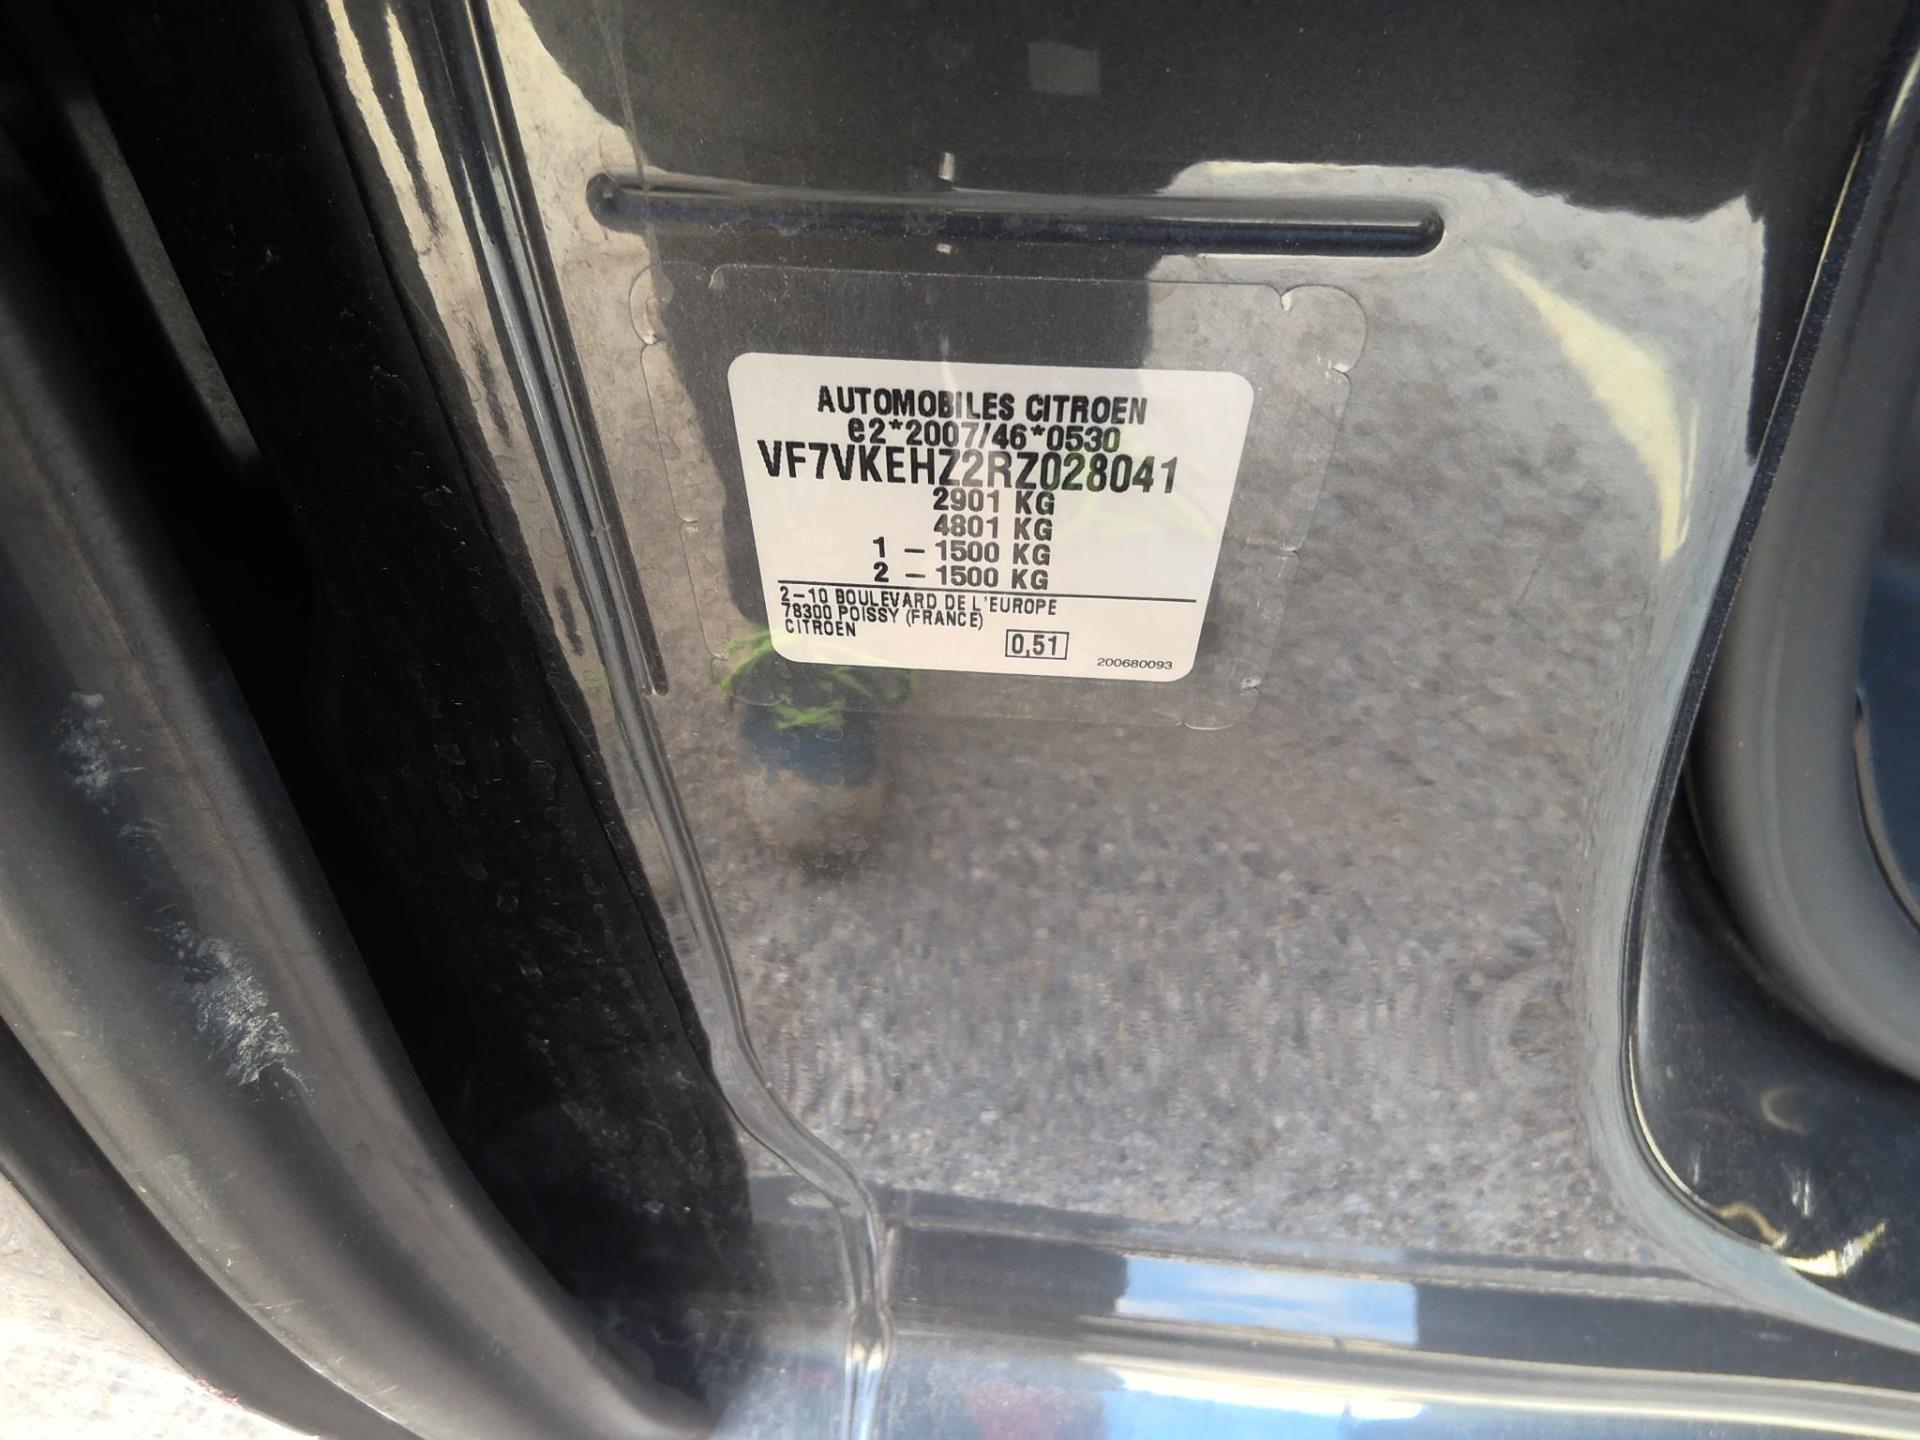 AUTOMOBILES CITROEN
e2*2007/46*0530
VF7VKEHZ2RZ028041
2901 KG
4801 KG
1 - 1500 KG
2 - 1500 KG
2-10 BOULEVARD DE L'EUROPE
78300 POISSY (FRANCE)
CITROEN
0,51
200680093